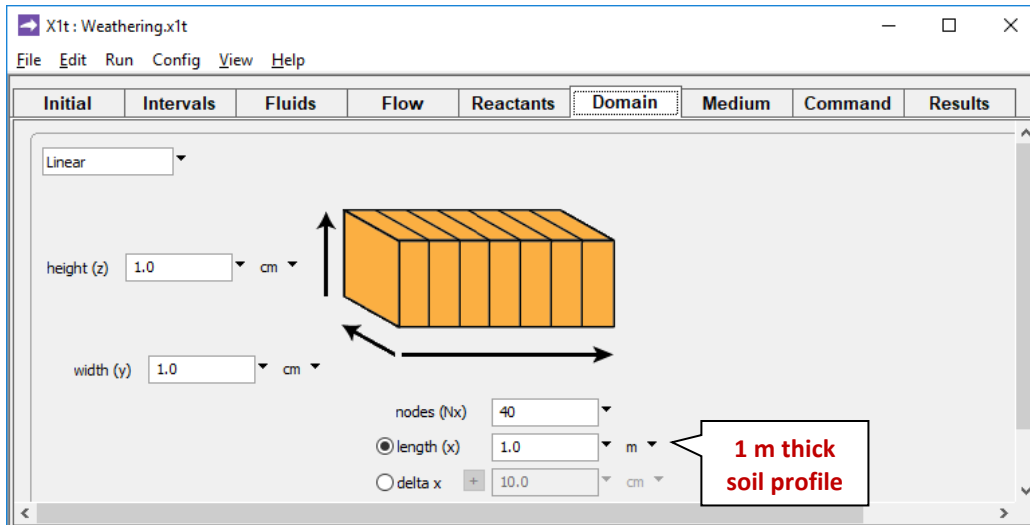 X1t : Weathering.x1t
File Edit Run Config View Help
Initial Intervals Fluids Flow Reactants Domain Medium Command Results
Linear
height (z) 1.0 cm
width (y) 1.0 cm
nodes (Nx) 40
length (x) 1.0 m
delta x + 10.0 cm
1 m thick
soil profile